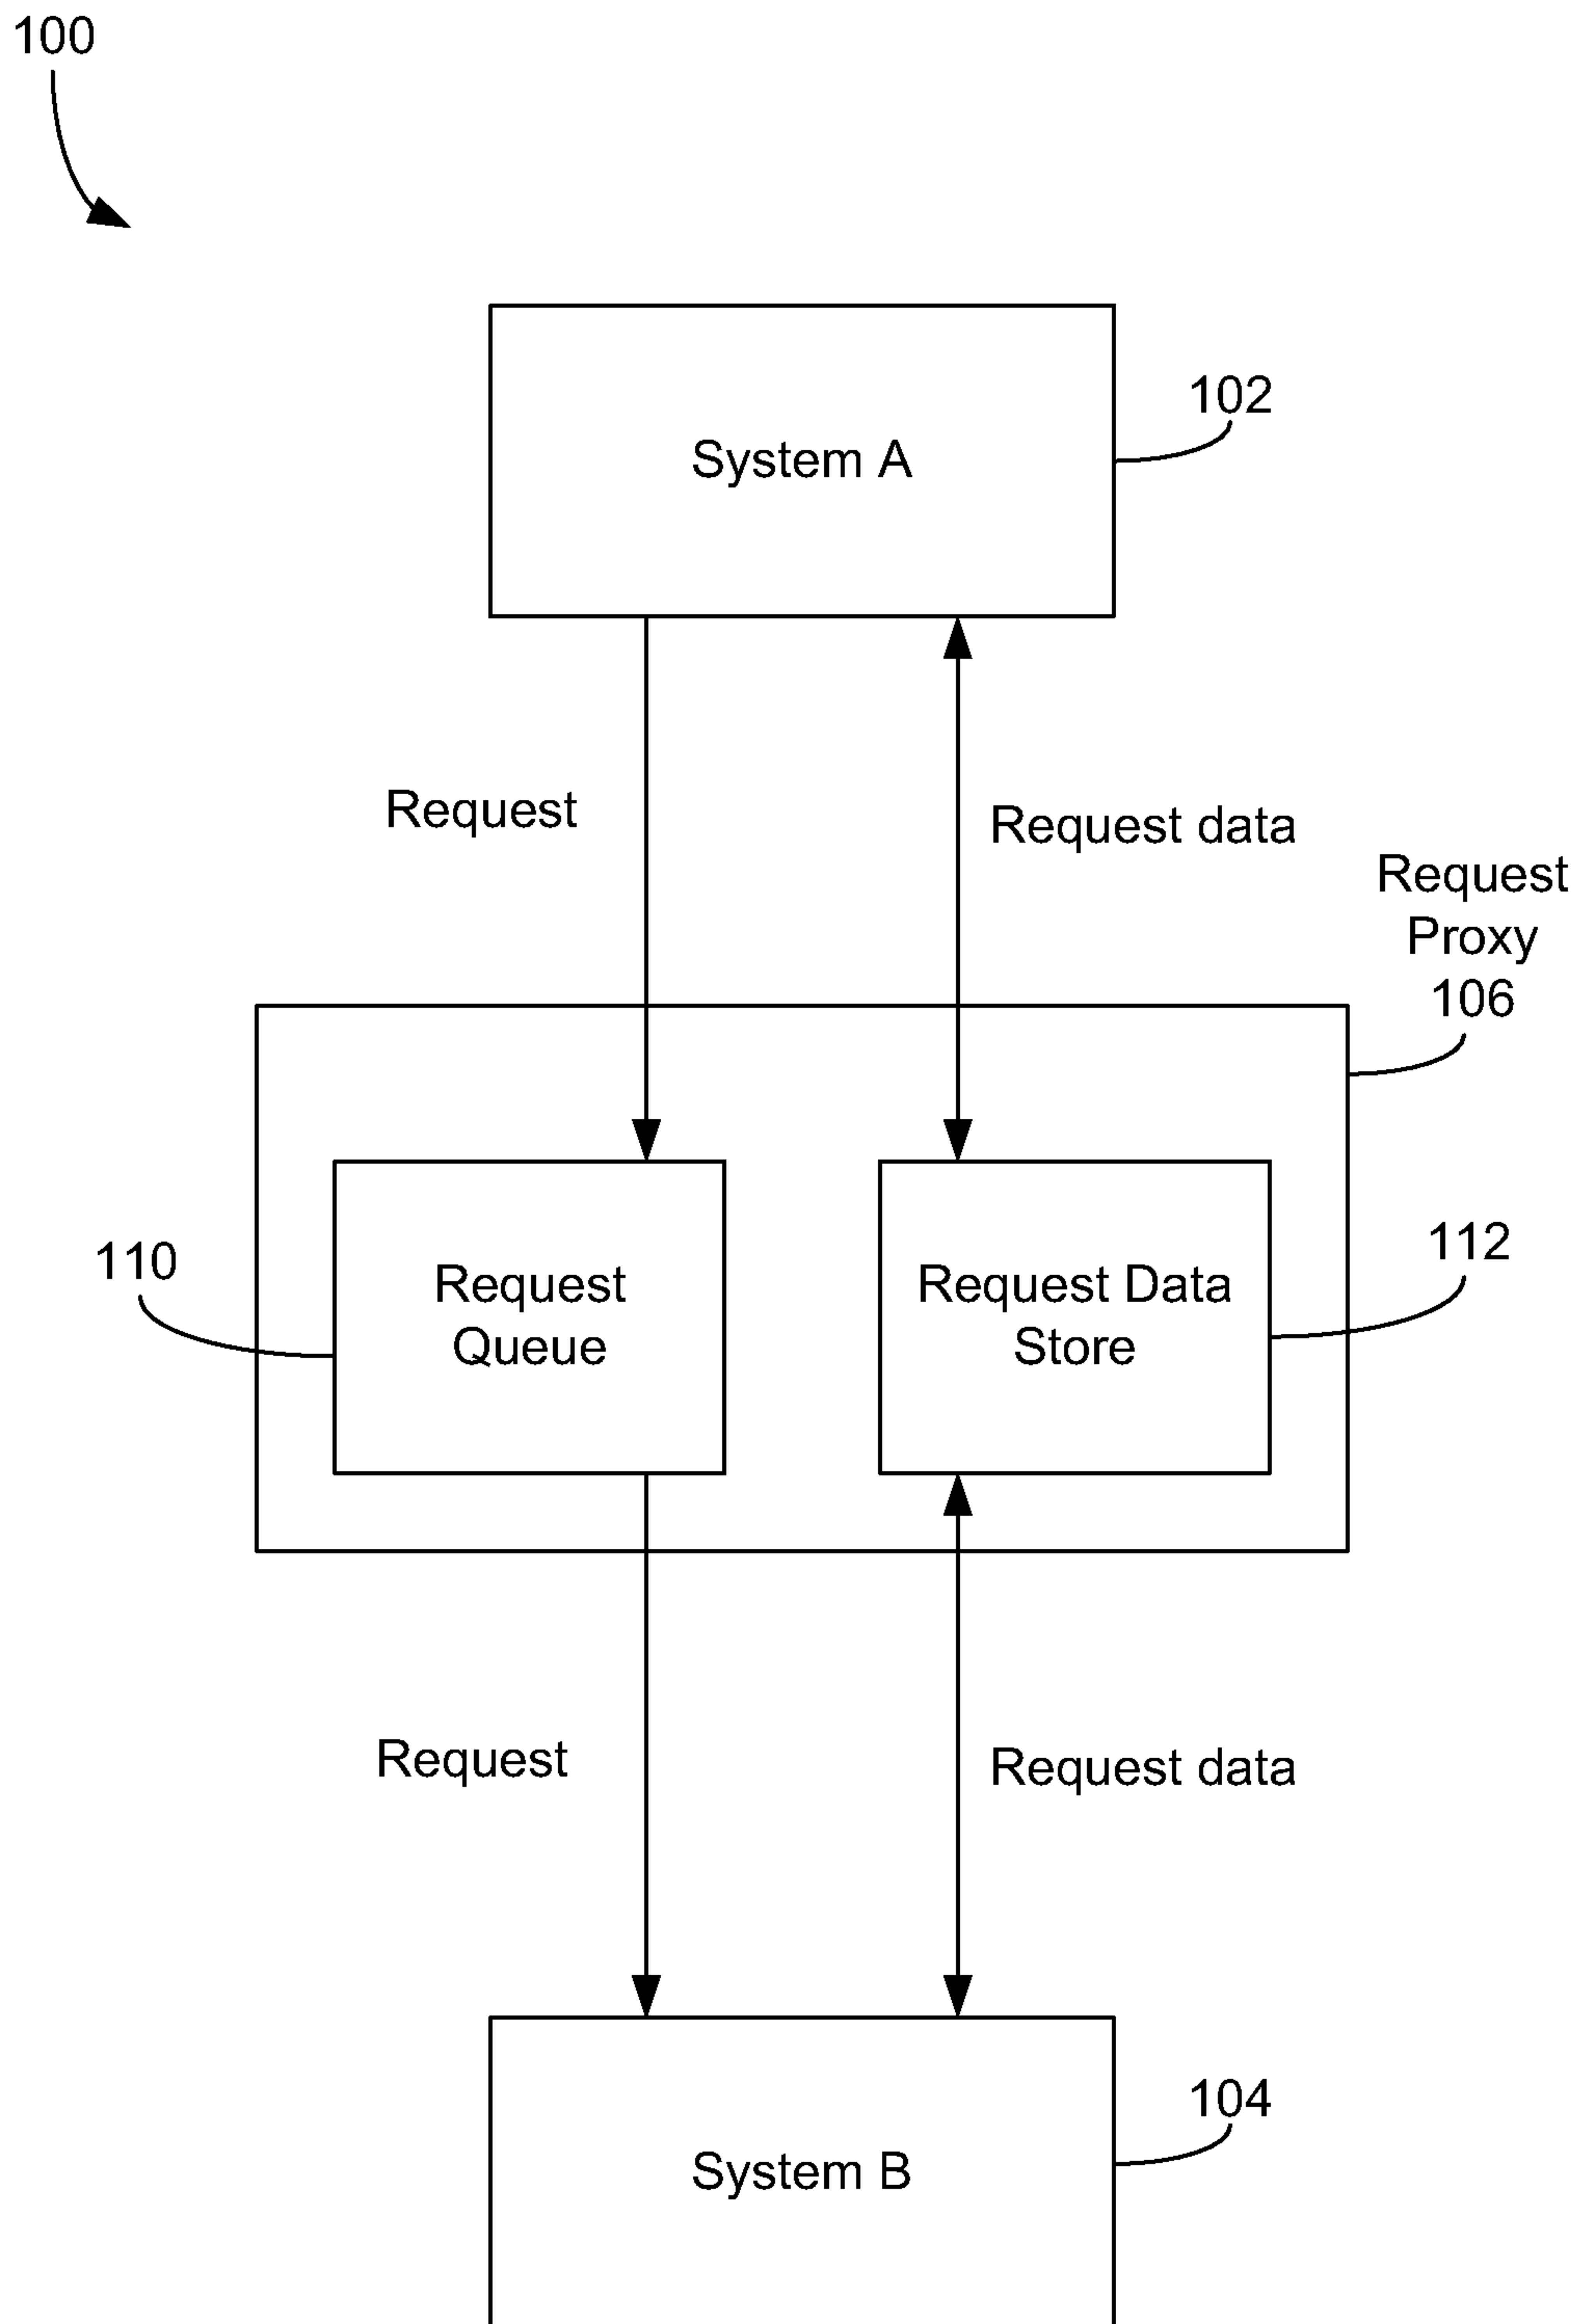 100
102
System A
Request
Request data
Request
Proxy
106
110
112
Request
Queue
Request Data
Store
Request
Request data
104
System B